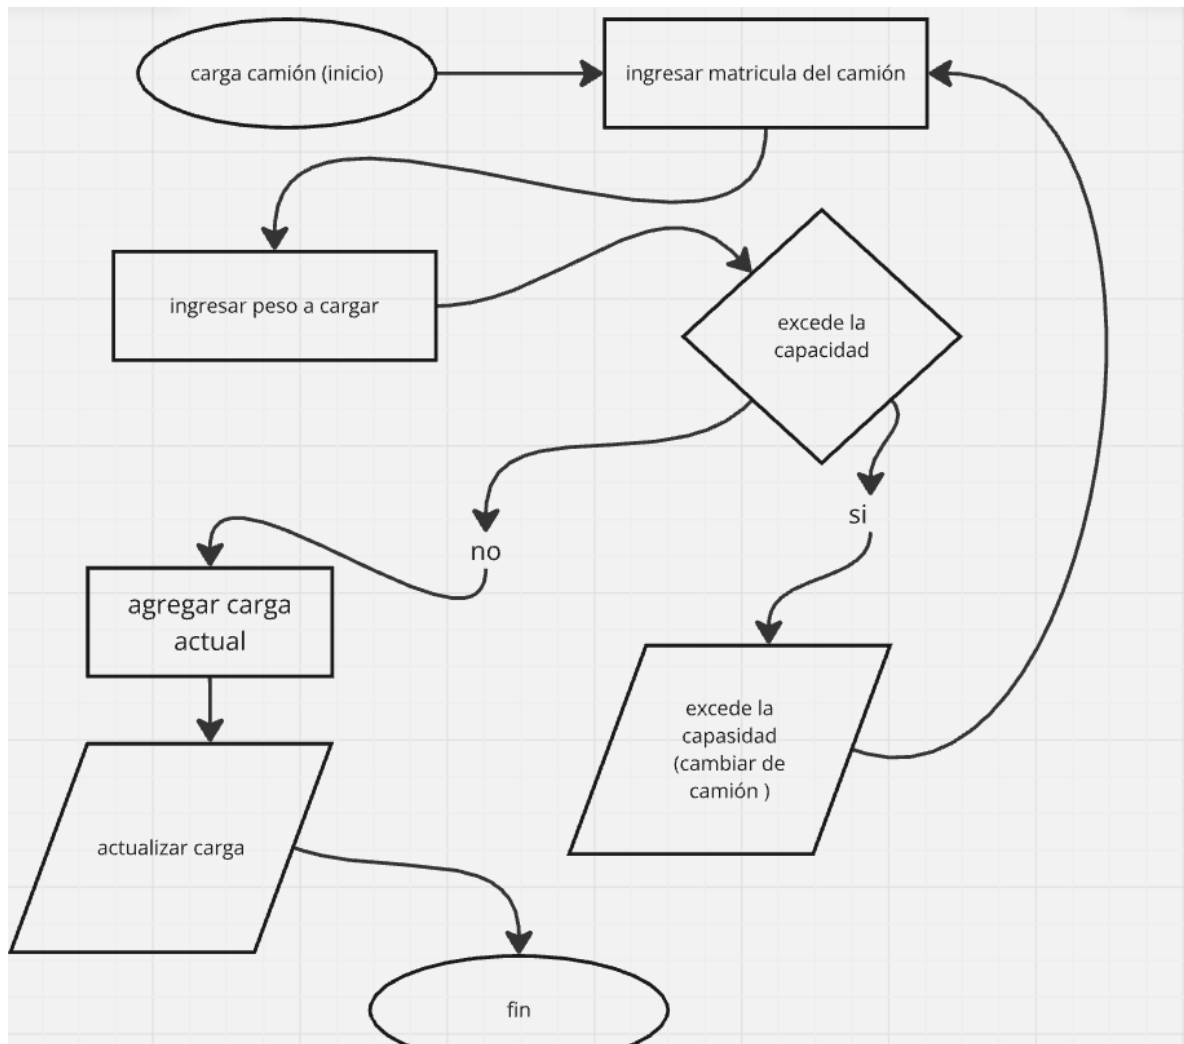 carga camión (inicio)
ingresar matricula del camión
ingresar peso a cargar
excede la
capacidad
si
no
agregar carga
actual
excede la
capasidad
(cambiar de
camión )
actualizar carga
fin